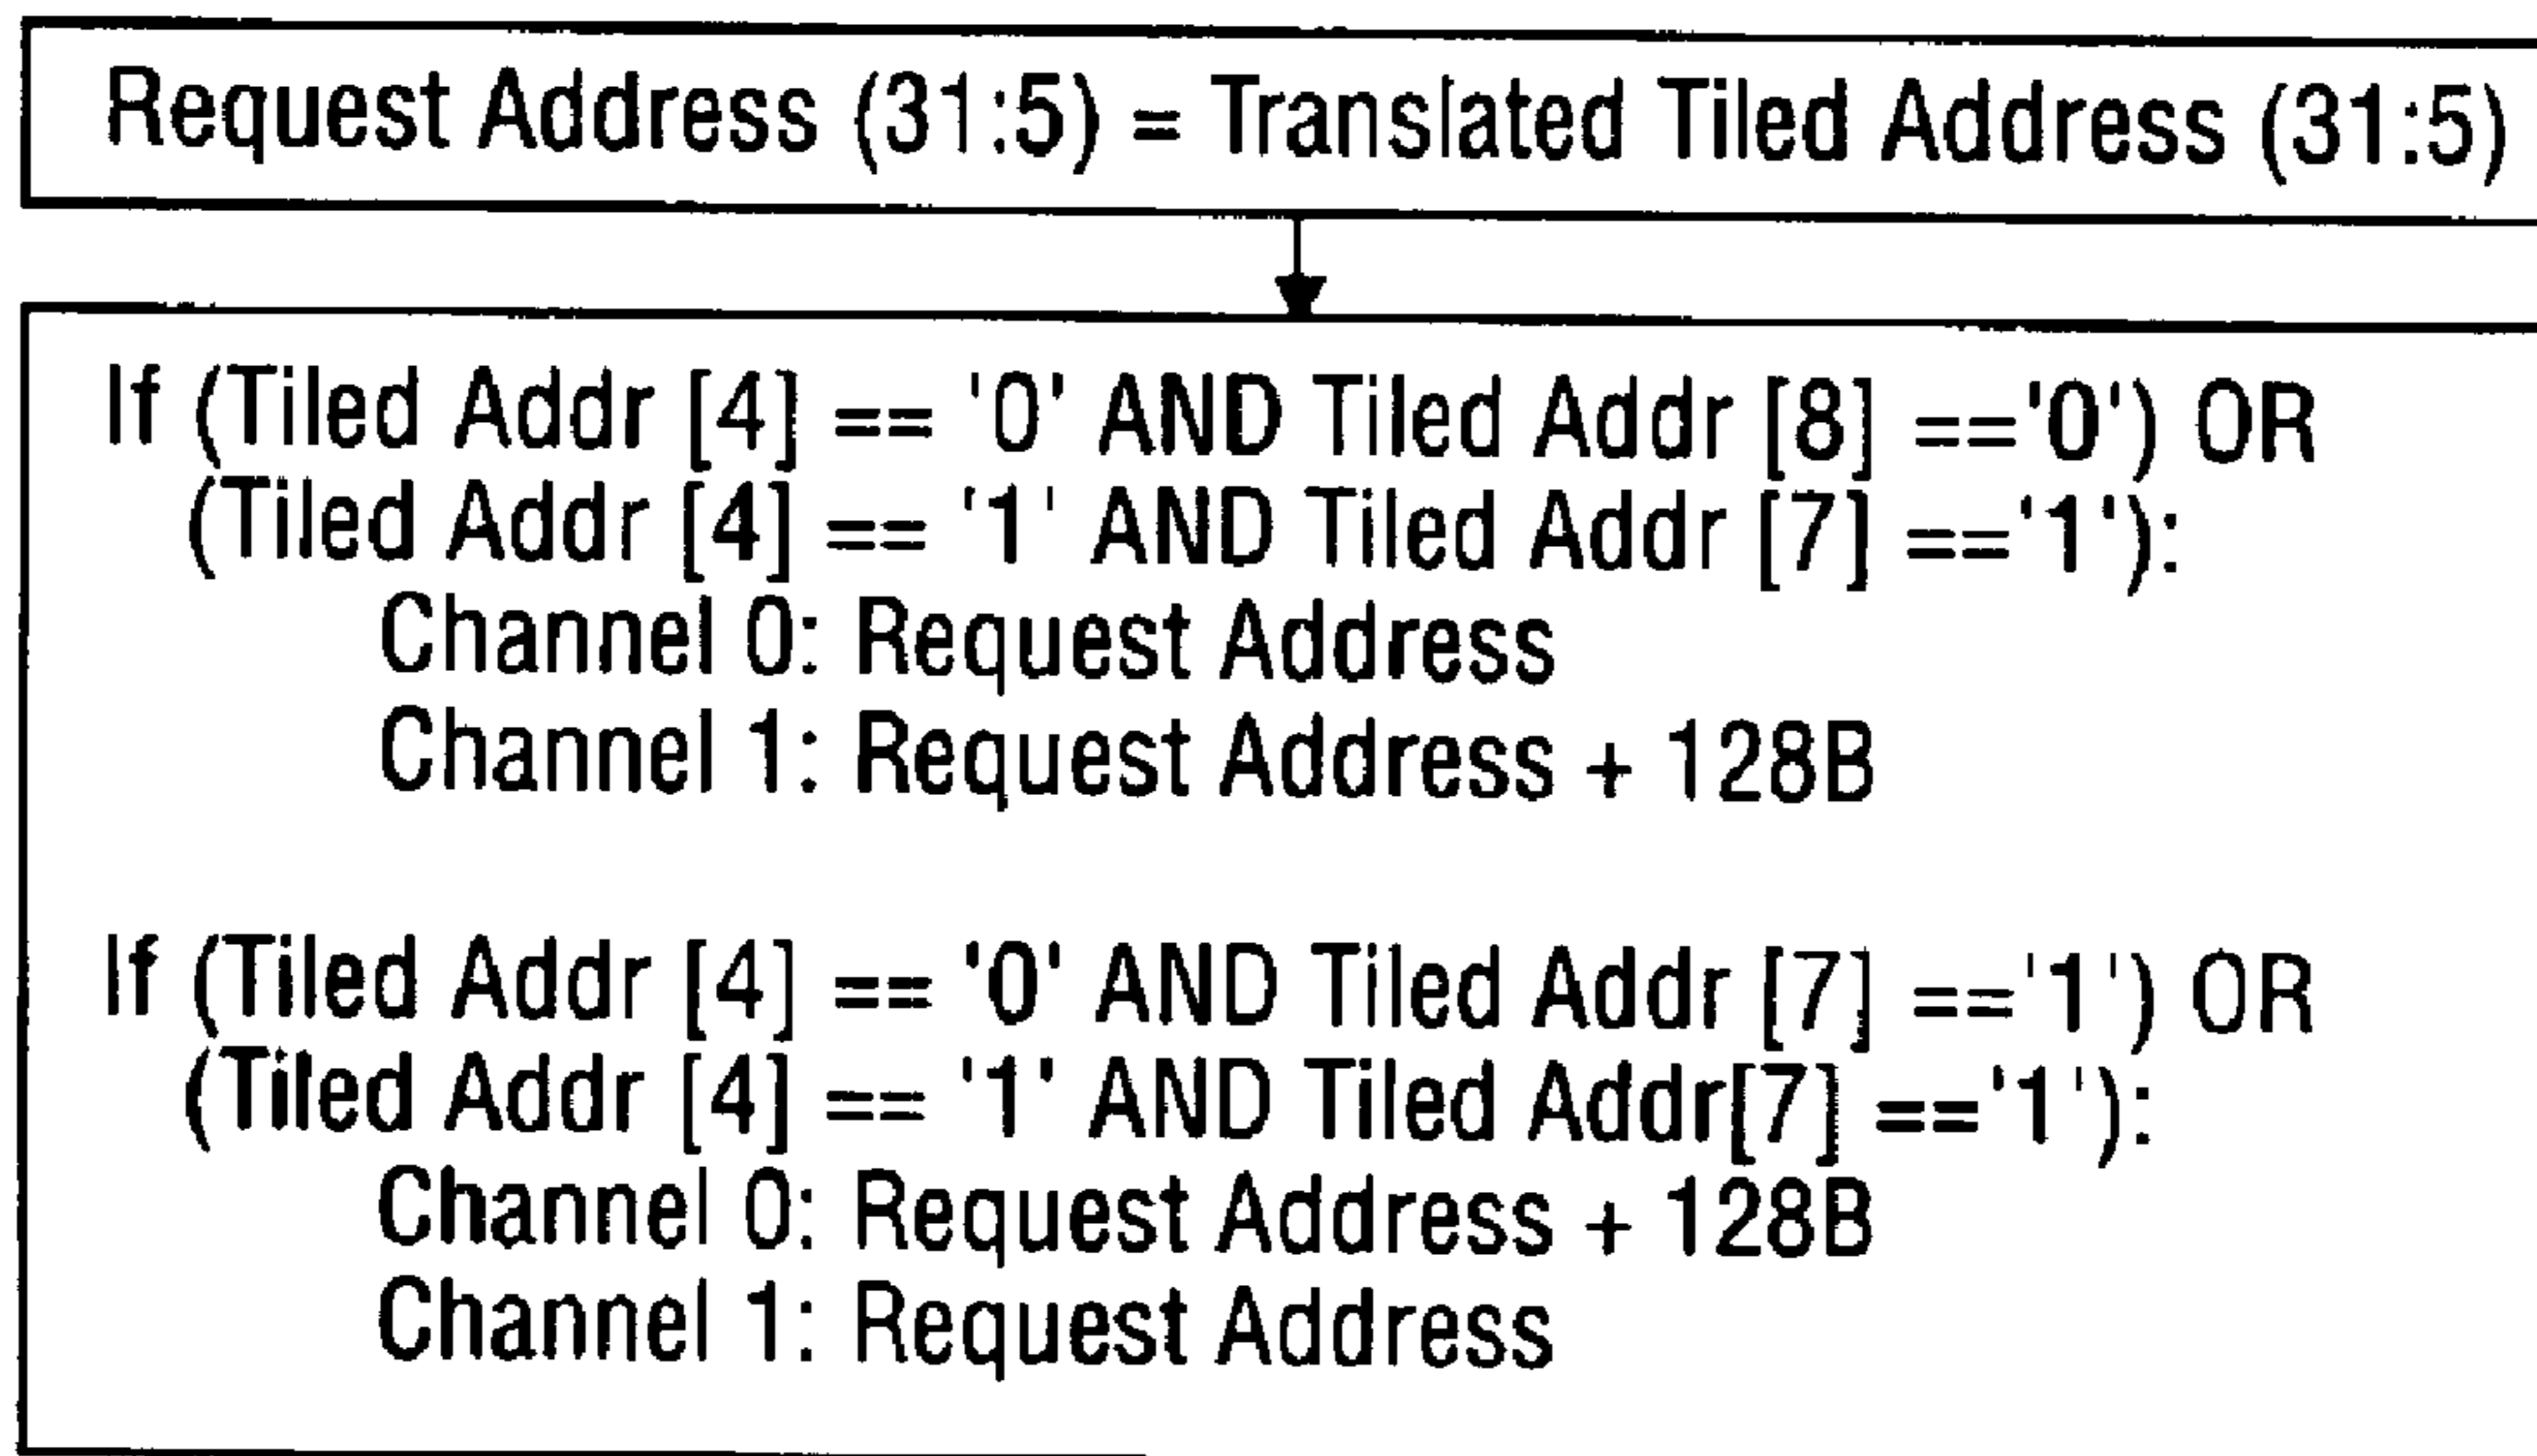 Request Address (31:5) = Translated Tiled Address (31:5)
If (Tiled Addr [4] == '0' AND Tiled Addr [8] =='0') OR
(Tiled Addr [4] == '1' AND Tiled Addr [7] =='1'):
Channel 0: Request Address
Channel 1: Request Address + 128B
If (Tiled Addr [4] == '0' AND Tiled Addr [7] =='1') OR
(Tiled Addr [4] == '1' AND Tiled Addr[7] =='1'):
Channel 0: Request Address + 128B
Channel 1: Request Address